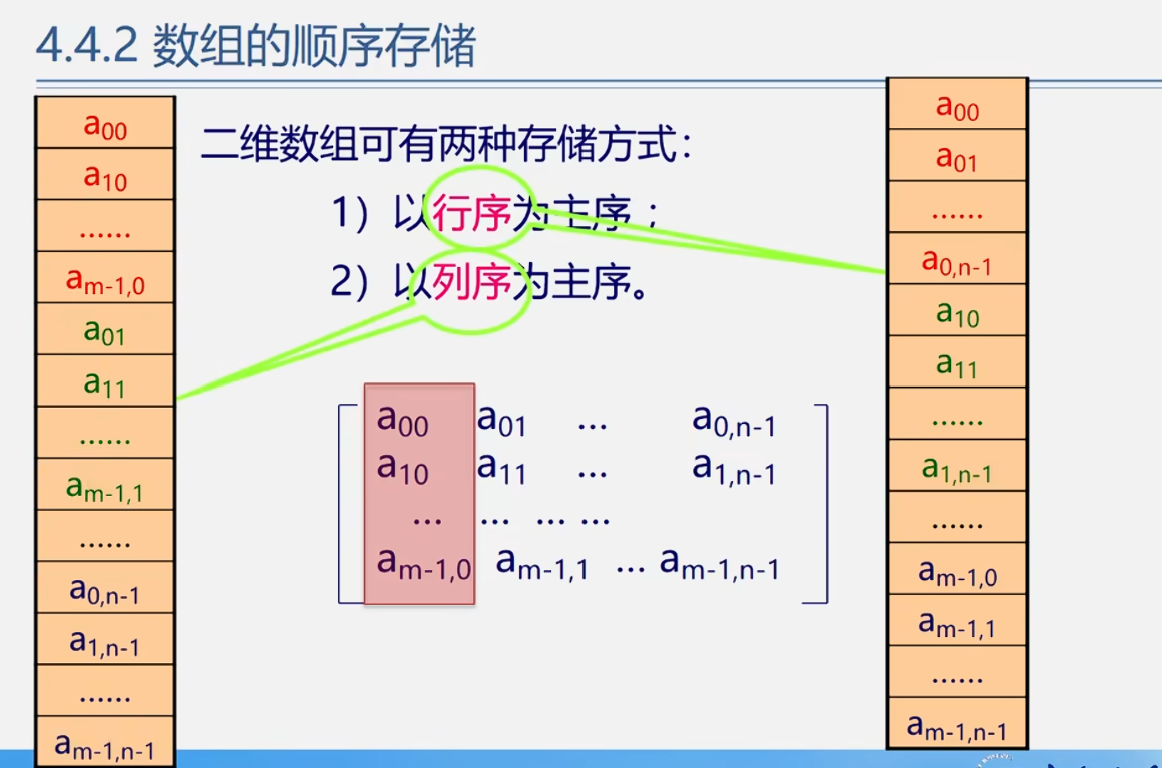 4.4.2 数组的顺序存储
二维数组可有两种存储方式：
1）以行序为主序；
2）以列序为主序。
a00
a10
……
am-1,0
a01
a11
……
am-1,1
……
a0,n-1
a1,n-1
……
am-1,n-1
a00 a01 … a0,n-1
a10 a11 … a1,n-1
… … … …
am-1,0 am-1,1 … am-1,n-1
a00
a01
……
a0,n-1
a10
a11
……
a1,n-1
……
am-1,0
am-1,1
……
am-1,n-1